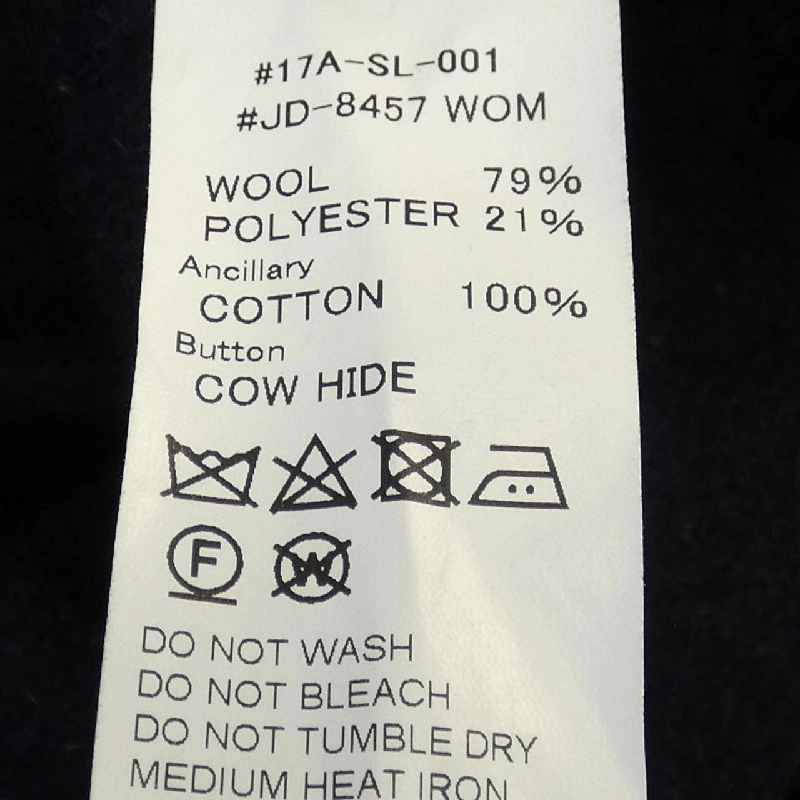 #17A-SL-001
#JD-8457 WOM
WOOL 79%
POLYESTER 21%
Ancillary
COTTON 100%
Button
COW HIDE
F W
DO NOT WASH
DO NOT BLEACH
DO NOT TUMBLE DRY
MEDIUM HEAT IRON